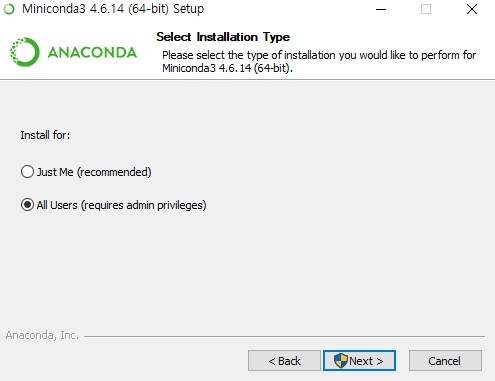 Miniconda3 4.6.14 (64-bit) Setup
ANACONDA
Select Installation Type
Please select the type of installation you would like to perform for
Miniconda3 4.6.14 (64-bit).
Install for:
Just Me (recommended)
All Users (requires admin privileges)
Anaconda, Inc.
< Back
Next >
Cancel